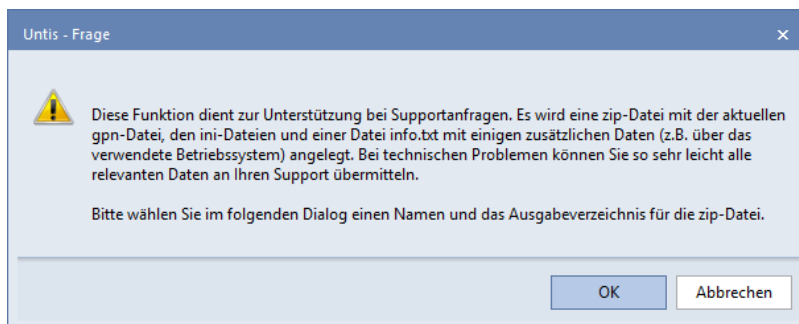 Untis - Frage
Diese Funktion dient zur Unterstützung bei Supportanfragen. Es wird eine zip-Datei mit der aktuellen
gpn-Datei, den ini-Dateien und einer Datei info.txt mit einigen zusätzlichen Daten (z.B. über das
verwendete Betriebssystem) angelegt. Bei technischen Problemen können Sie so sehr leicht alle
relevanten Daten an Ihren Support übermitteln.
Bitte wählen Sie im folgenden Dialog einen Namen und das Ausgabeverzeichnis für die zip-Datei.
OK Abbrechen